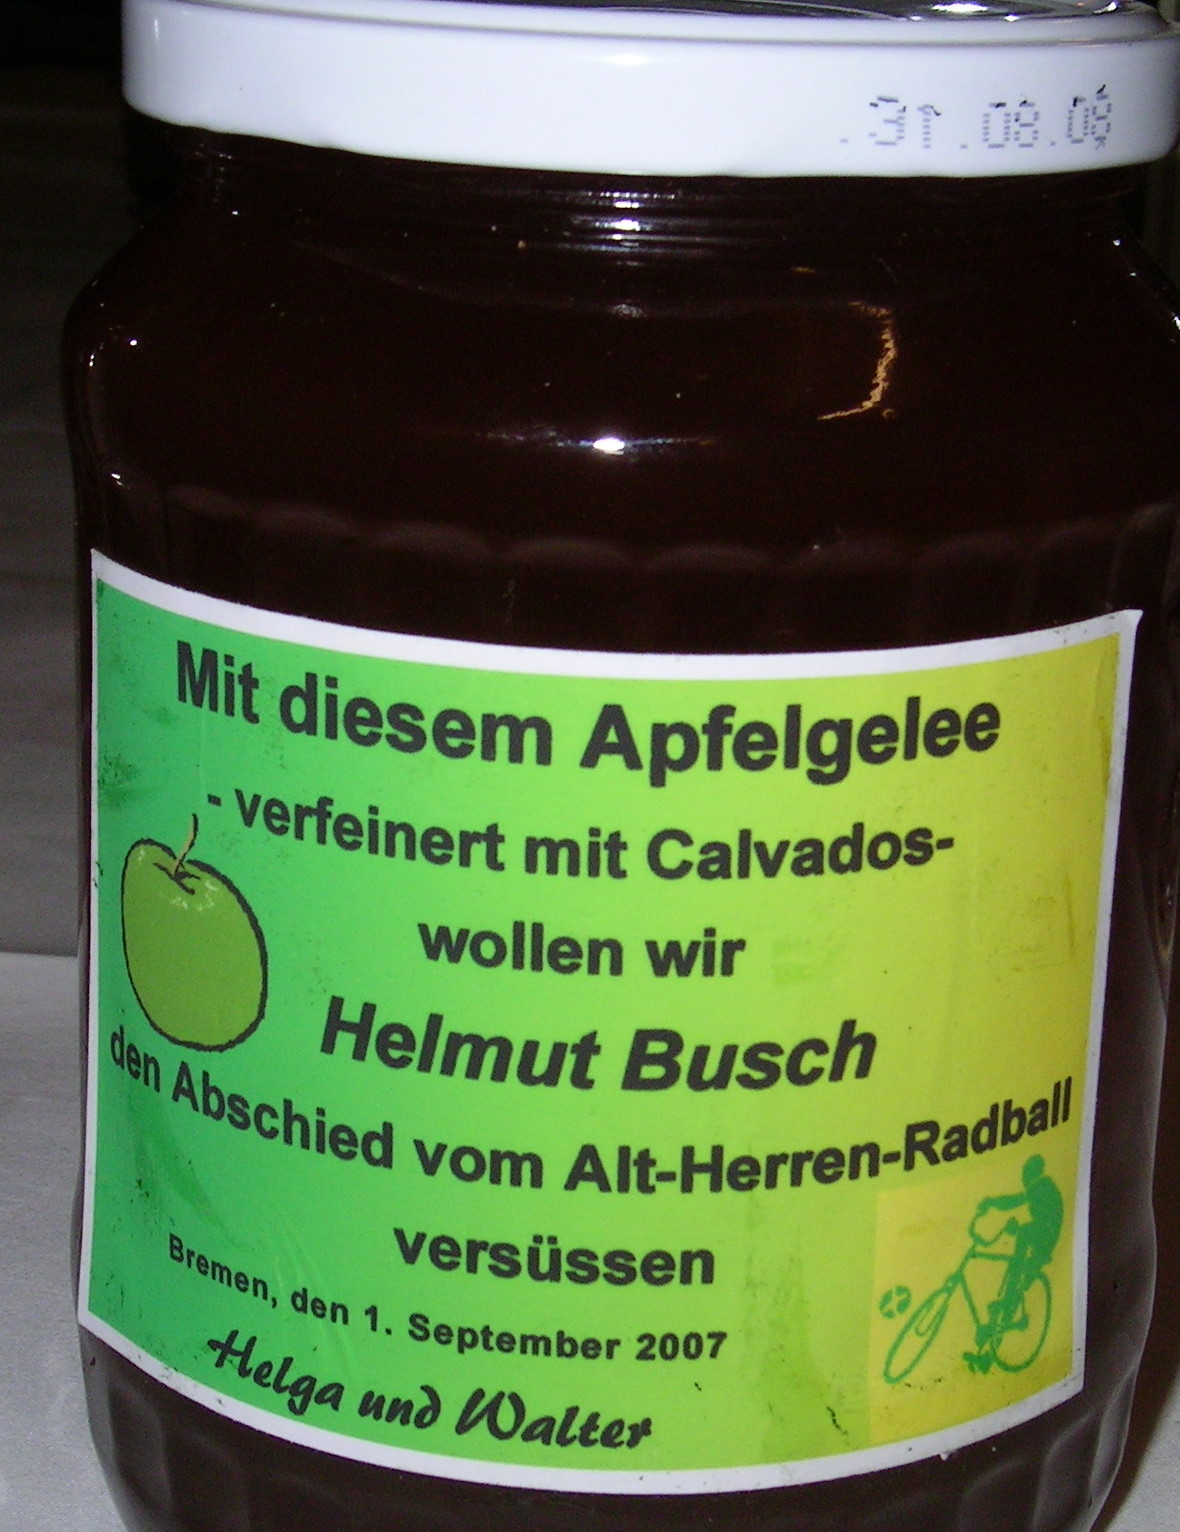 31.08.08
Mit diesem Apfelgelee
- verfeinert mit Calvados-
wollen wir
Helmut Busch
den Abschied vom Alt-Herren-Radball
versüssen
Bremen, den 1. September 2007
Helga und Walter